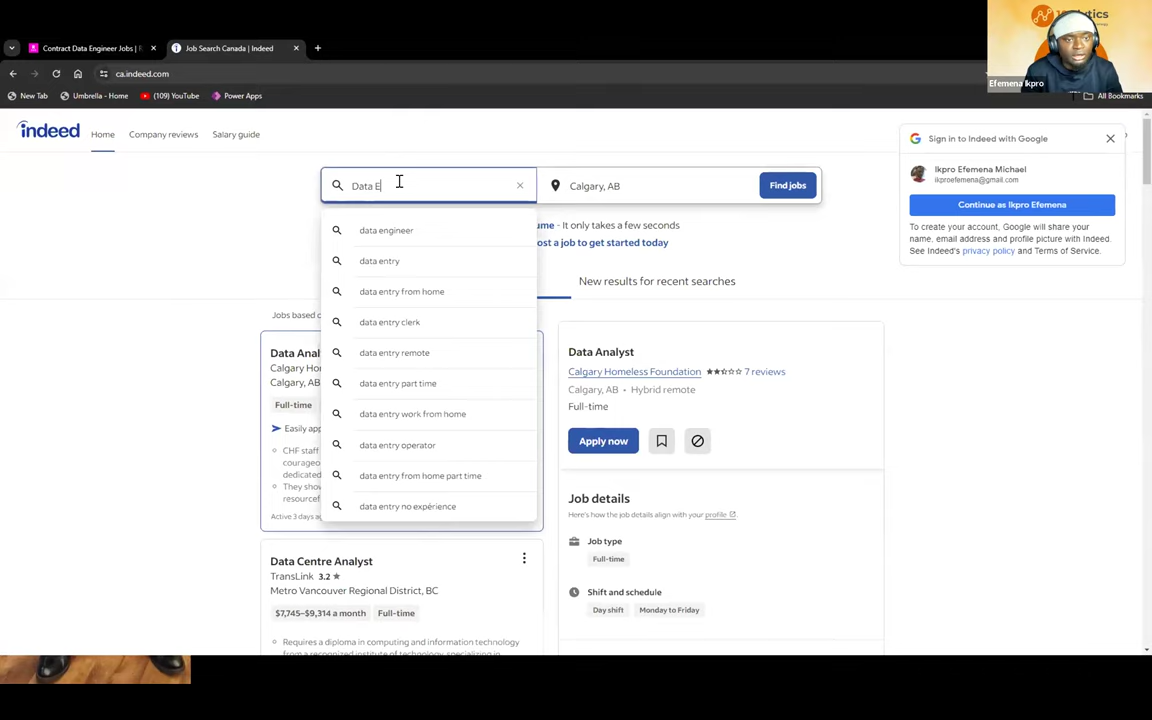 Contract Data Engineer Jobs |
Job Search Canada | Indeed
ca.indeed.com
Efemena Ikpro
New Tab
Umbrella - Home
(109) YouTube
Power Apps
All Bookmarks
indeed
Home
Company reviews
Salary guide
Data E
Calgary, AB
Find jobs
Sign in to Indeed with Google
Ikpro Efemena Michael
ikproefemena@gmail.com
Continue as Ikpro Efemena
To create your account, Google will share your
name, email address and profile picture with Indeed.
See Indeed's privacy policy and Terms of Service.
ume - It only takes a few seconds
ost a job to get started today
data engineer
data entry
data entry from home
data entry clerk
data entry remote
data entry part time
data entry work from home
data entry operator
data entry from home part time
data entry no expérience
New results for recent searches
Jobs based o
Data Anal
Calgary Hom
Calgary, AB
Full-time
Easily app
CHF staff
courageo
dedicated
They show
resourcef
Active 3 days a
Data Centre Analyst
TransLink 3.2
Metro Vancouver Regional District, BC
$7,745–$9,314 a month
Full-time
Requires a diploma in computing and information technology
from a recognized institute of technology, specializing in
Data Analyst
Calgary Homeless Foundation
7 reviews
Calgary, AB • Hybrid remote
Full-time
Apply now
Job details
Here's how the job details align with your profile
Job type
Full-time
Shift and schedule
Day shift
Monday to Friday